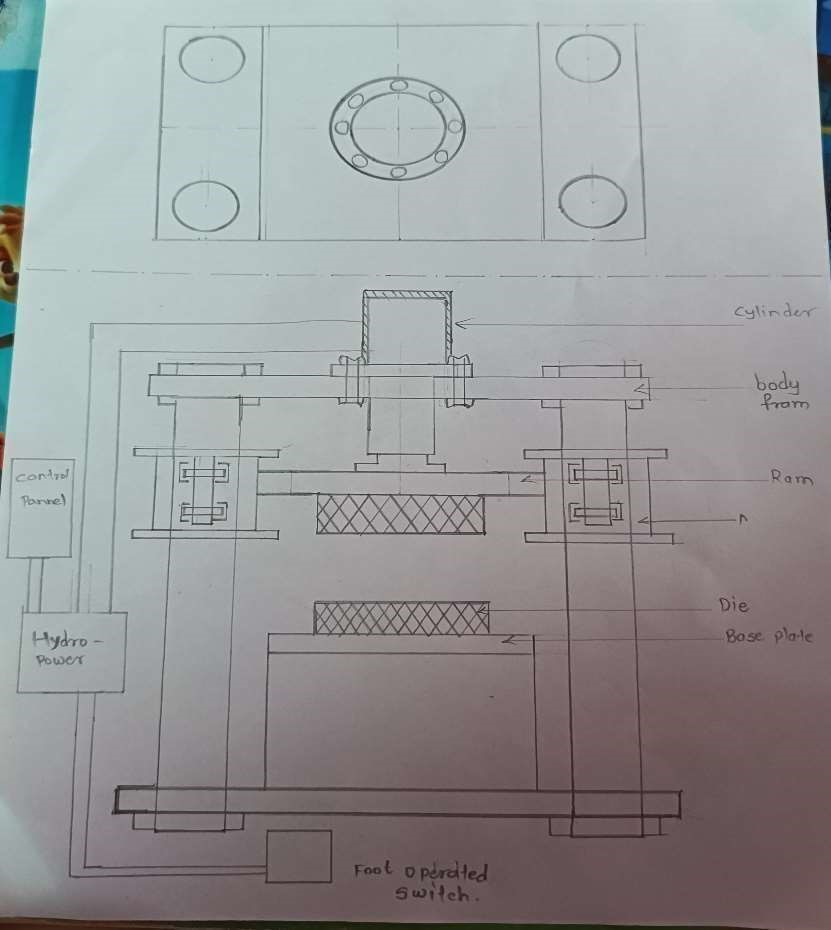 Cylinder
body
fram
Control
Pannel
Ram
Die
Base plate
Hydro-
Power
Foot operated
switch.